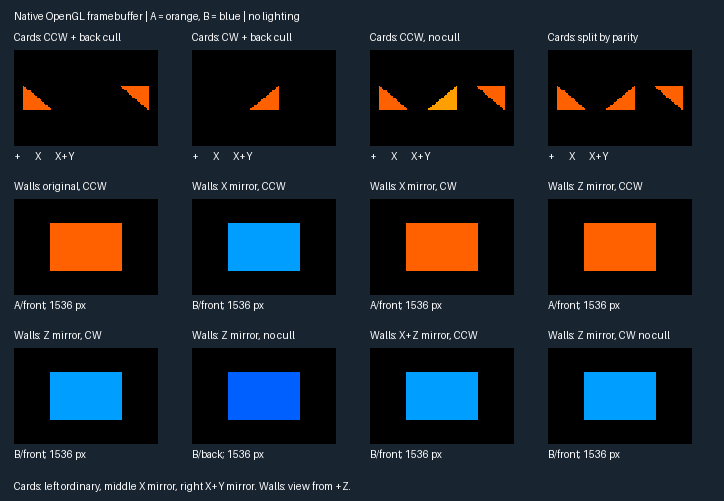 Native OpenGL framebuffer | A = orange, B = blue | no lighting
Cards: CCW + back cull
Cards: CW + back cull
Cards: CCW, no cull
Cards: split by parity
+ X X+Y
+ X X+Y
+ X X+Y
+ X X+Y
Walls: original, CCW
Walls: X mirror, CCW
Walls: X mirror, CW
Walls: Z mirror, CCW
A/front; 1536 px
B/front; 1536 px
A/front; 1536 px
A/front; 1536 px
Walls: Z mirror, CW
Walls: Z mirror, no cull
Walls: X+Z mirror, CCW
Walls: Z mirror, CW no cull
B/front; 1536 px
B/back; 1536 px
B/front; 1536 px
B/front; 1536 px
Cards: left ordinary, middle X mirror, right X+Y mirror. Walls: view from +Z.